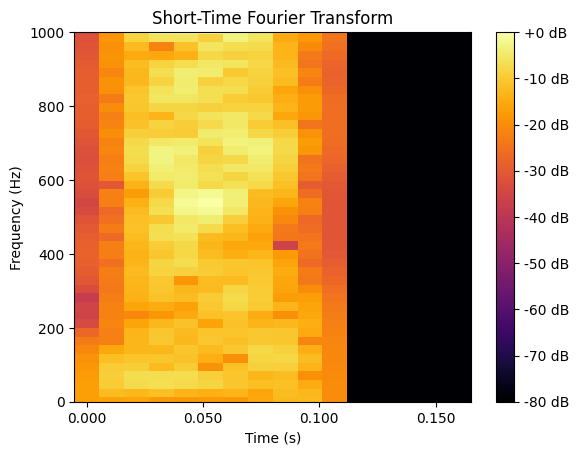 Short-Time Fourier Transform
Frequency (Hz)
1000
800
600
400
200
0
0.000
0.050
0.100
0.150
Time (s)
+0 dB
-10 dB
-20 dB
-30 dB
-40 dB
-50 dB
-60 dB
-70 dB
-80 dB